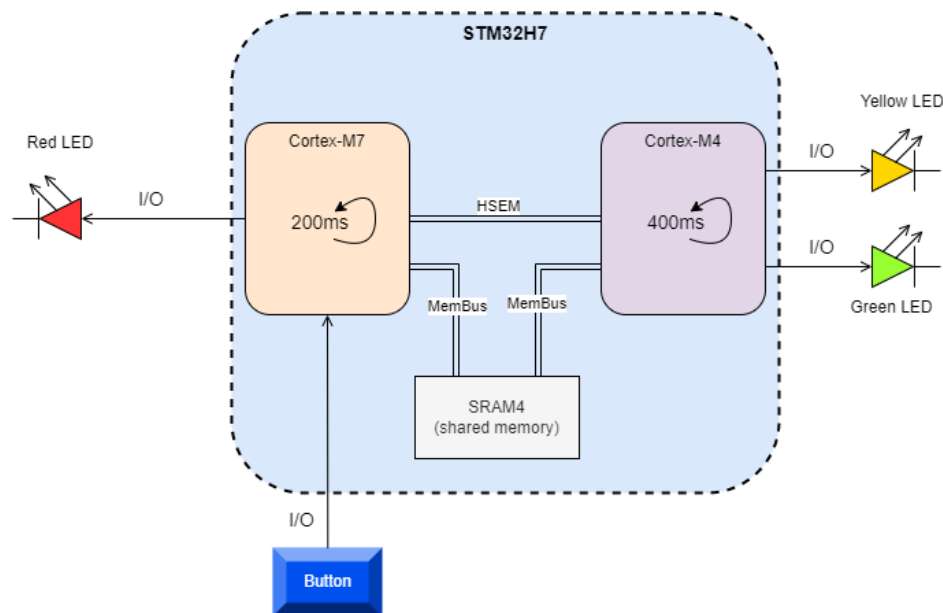 STM32H7
Yellow LED
Red LED
Cortex-M7
Cortex-M4
I/O
I/O
HSEM
200ms
400ms
I/O
MemBus
MemBus
Green LED
SRAM4
(shared memory)
I/O
Button